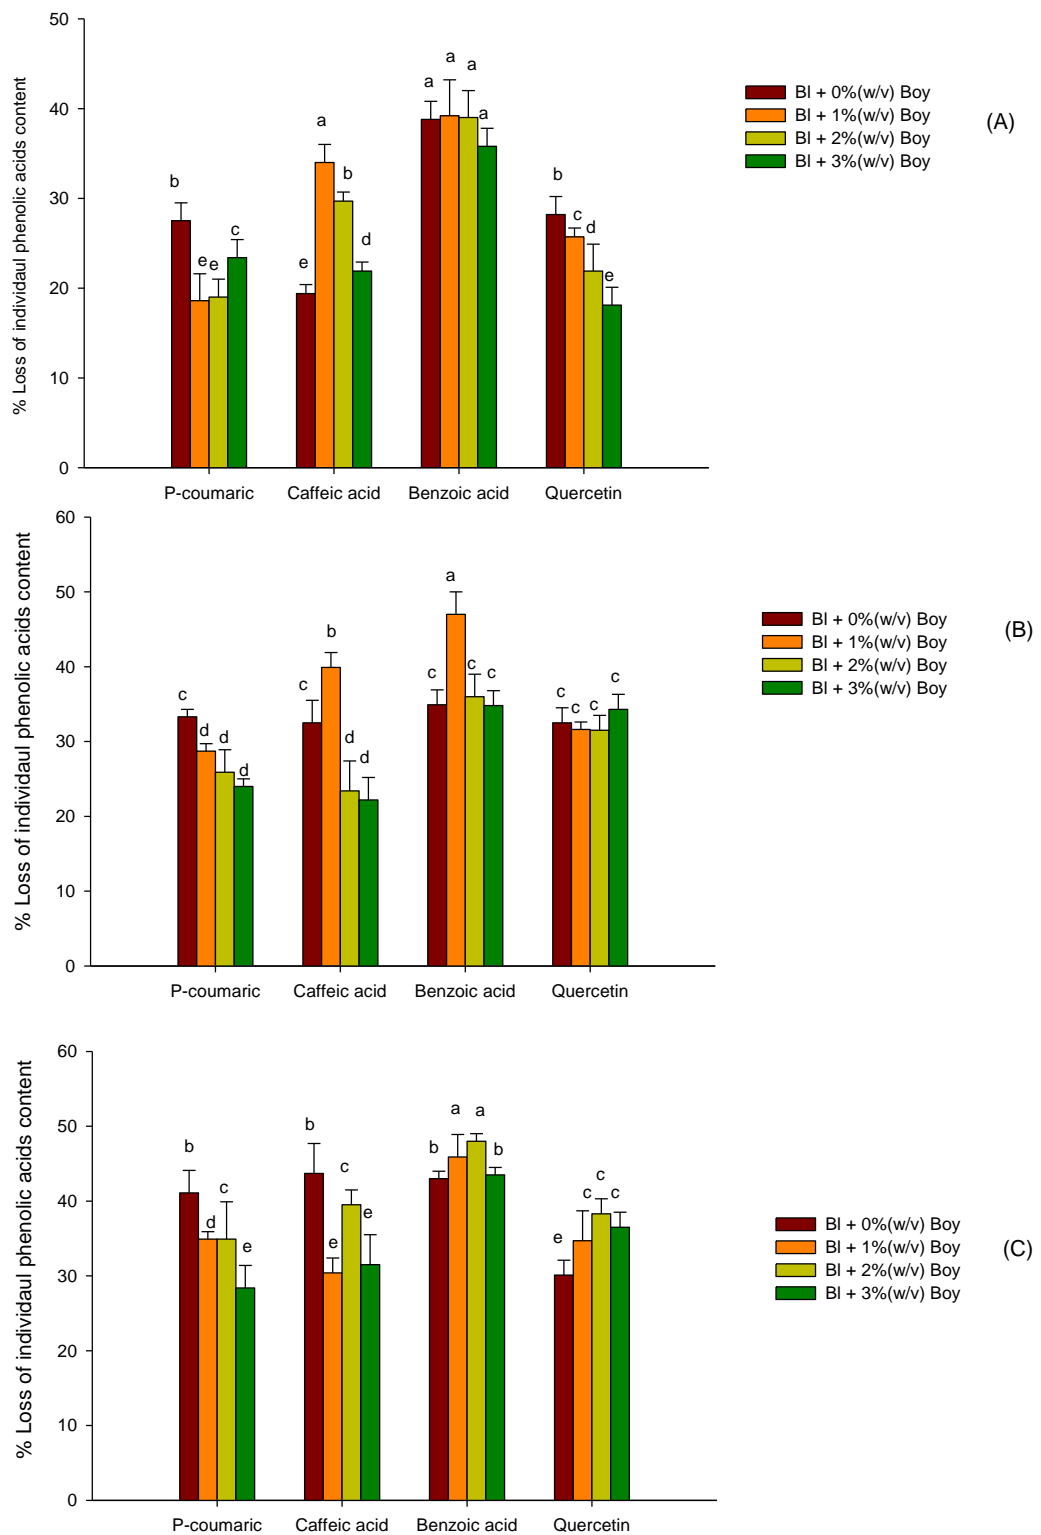 50
40
30
20
10
0
% Loss of individaul phenolic acids content
b
e
e
c
e
a
b
d
a
a
a
a
b
c
d
e
P-coumaric
Caffeic acid
Benzoic acid
Quercetin
Bl + 0%(w/v) Boy
Bl + 1%(w/v) Boy
Bl + 2%(w/v) Boy
Bl + 3%(w/v) Boy
(A)
60
50
40
30
20
10
0
% Loss of individaul phenolic acids content
c
d
d
d
c
b
d
d
c
a
c
c
c
c
c
c
P-coumaric
Caffeic acid
Benzoic acid
Quercetin
Bl + 0%(w/v) Boy
Bl + 1%(w/v) Boy
Bl + 2%(w/v) Boy
Bl + 3%(w/v) Boy
(B)
60
50
40
30
20
10
0
% Loss of individaul phenolic acids content
b
d
c
e
b
e
c
e
b
a
a
b
e
c
c
c
P-coumaric
Caffeic acid
Benzoic acid
Quercetin
Bl + 0%(w/v) Boy
Bl + 1%(w/v) Boy
Bl + 2%(w/v) Boy
Bl + 3%(w/v) Boy
(C)